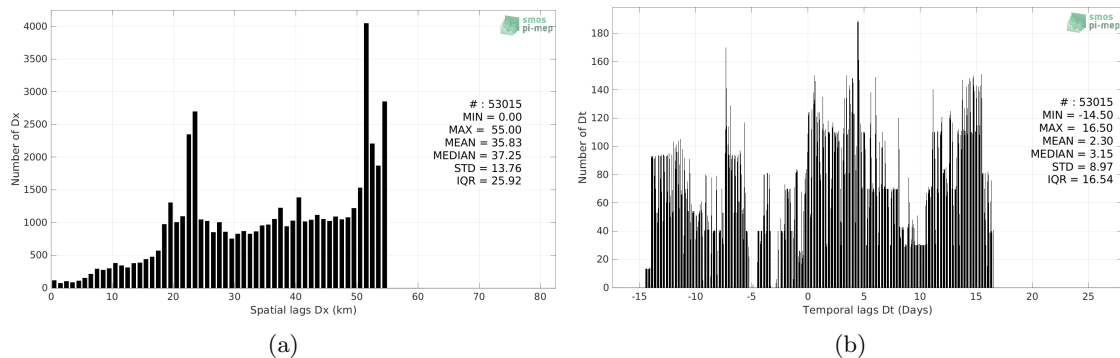 4000
3500
3000
2500
2000
1500
1000
500
0
Number of Dx
0 10 20 30 40 50 60 70 80
Spatial lags Dx (km)
smos
pi-mep
# : 53015
MIN = 0.00
MAX = 55.00
MEAN = 35.83
MEDIAN = 37.25
STD = 13.76
IQR = 25.92
(a)
180
160
140
120
100
80
60
40
20
0
Number of Dt
-15 -10 -5 0 5 10 15 20 25
Temporal lags Dt (Days)
smos
pi-mep
# : 53015
MIN = -14.50
MAX = 16.50
MEAN = 2.30
MEDIAN = 3.15
STD = 8.97
IQR = 16.54
(b)